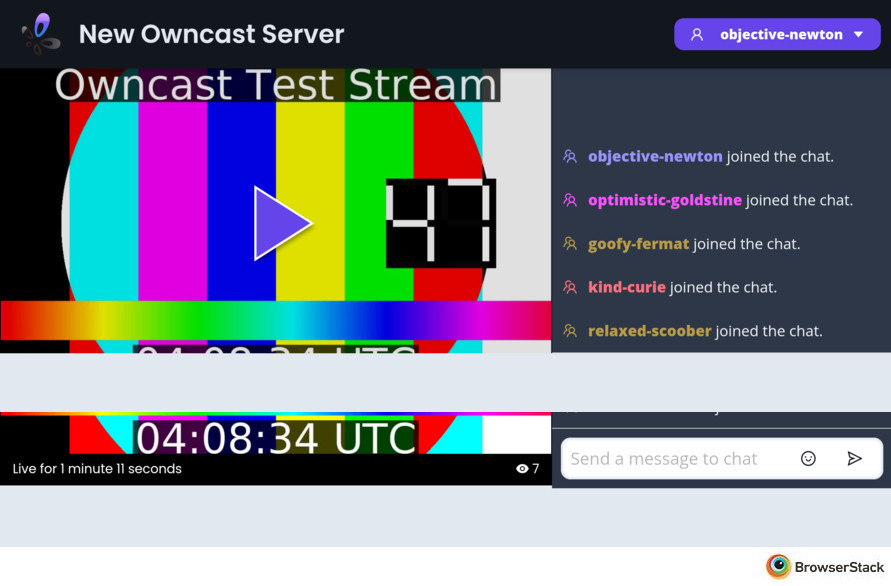 New Owncast Server
objective-newton
Owncast Test Stream
47
objective-newton joined the chat.
optimistic-goldstine joined the chat.
goofy-fermat joined the chat.
kind-curie joined the chat.
relaxed-scoober joined the chat.
04:08:34 UTC
04:08:34 UTC
Live for 1 minute 11 seconds
7
Send a message to chat
BrowserStack